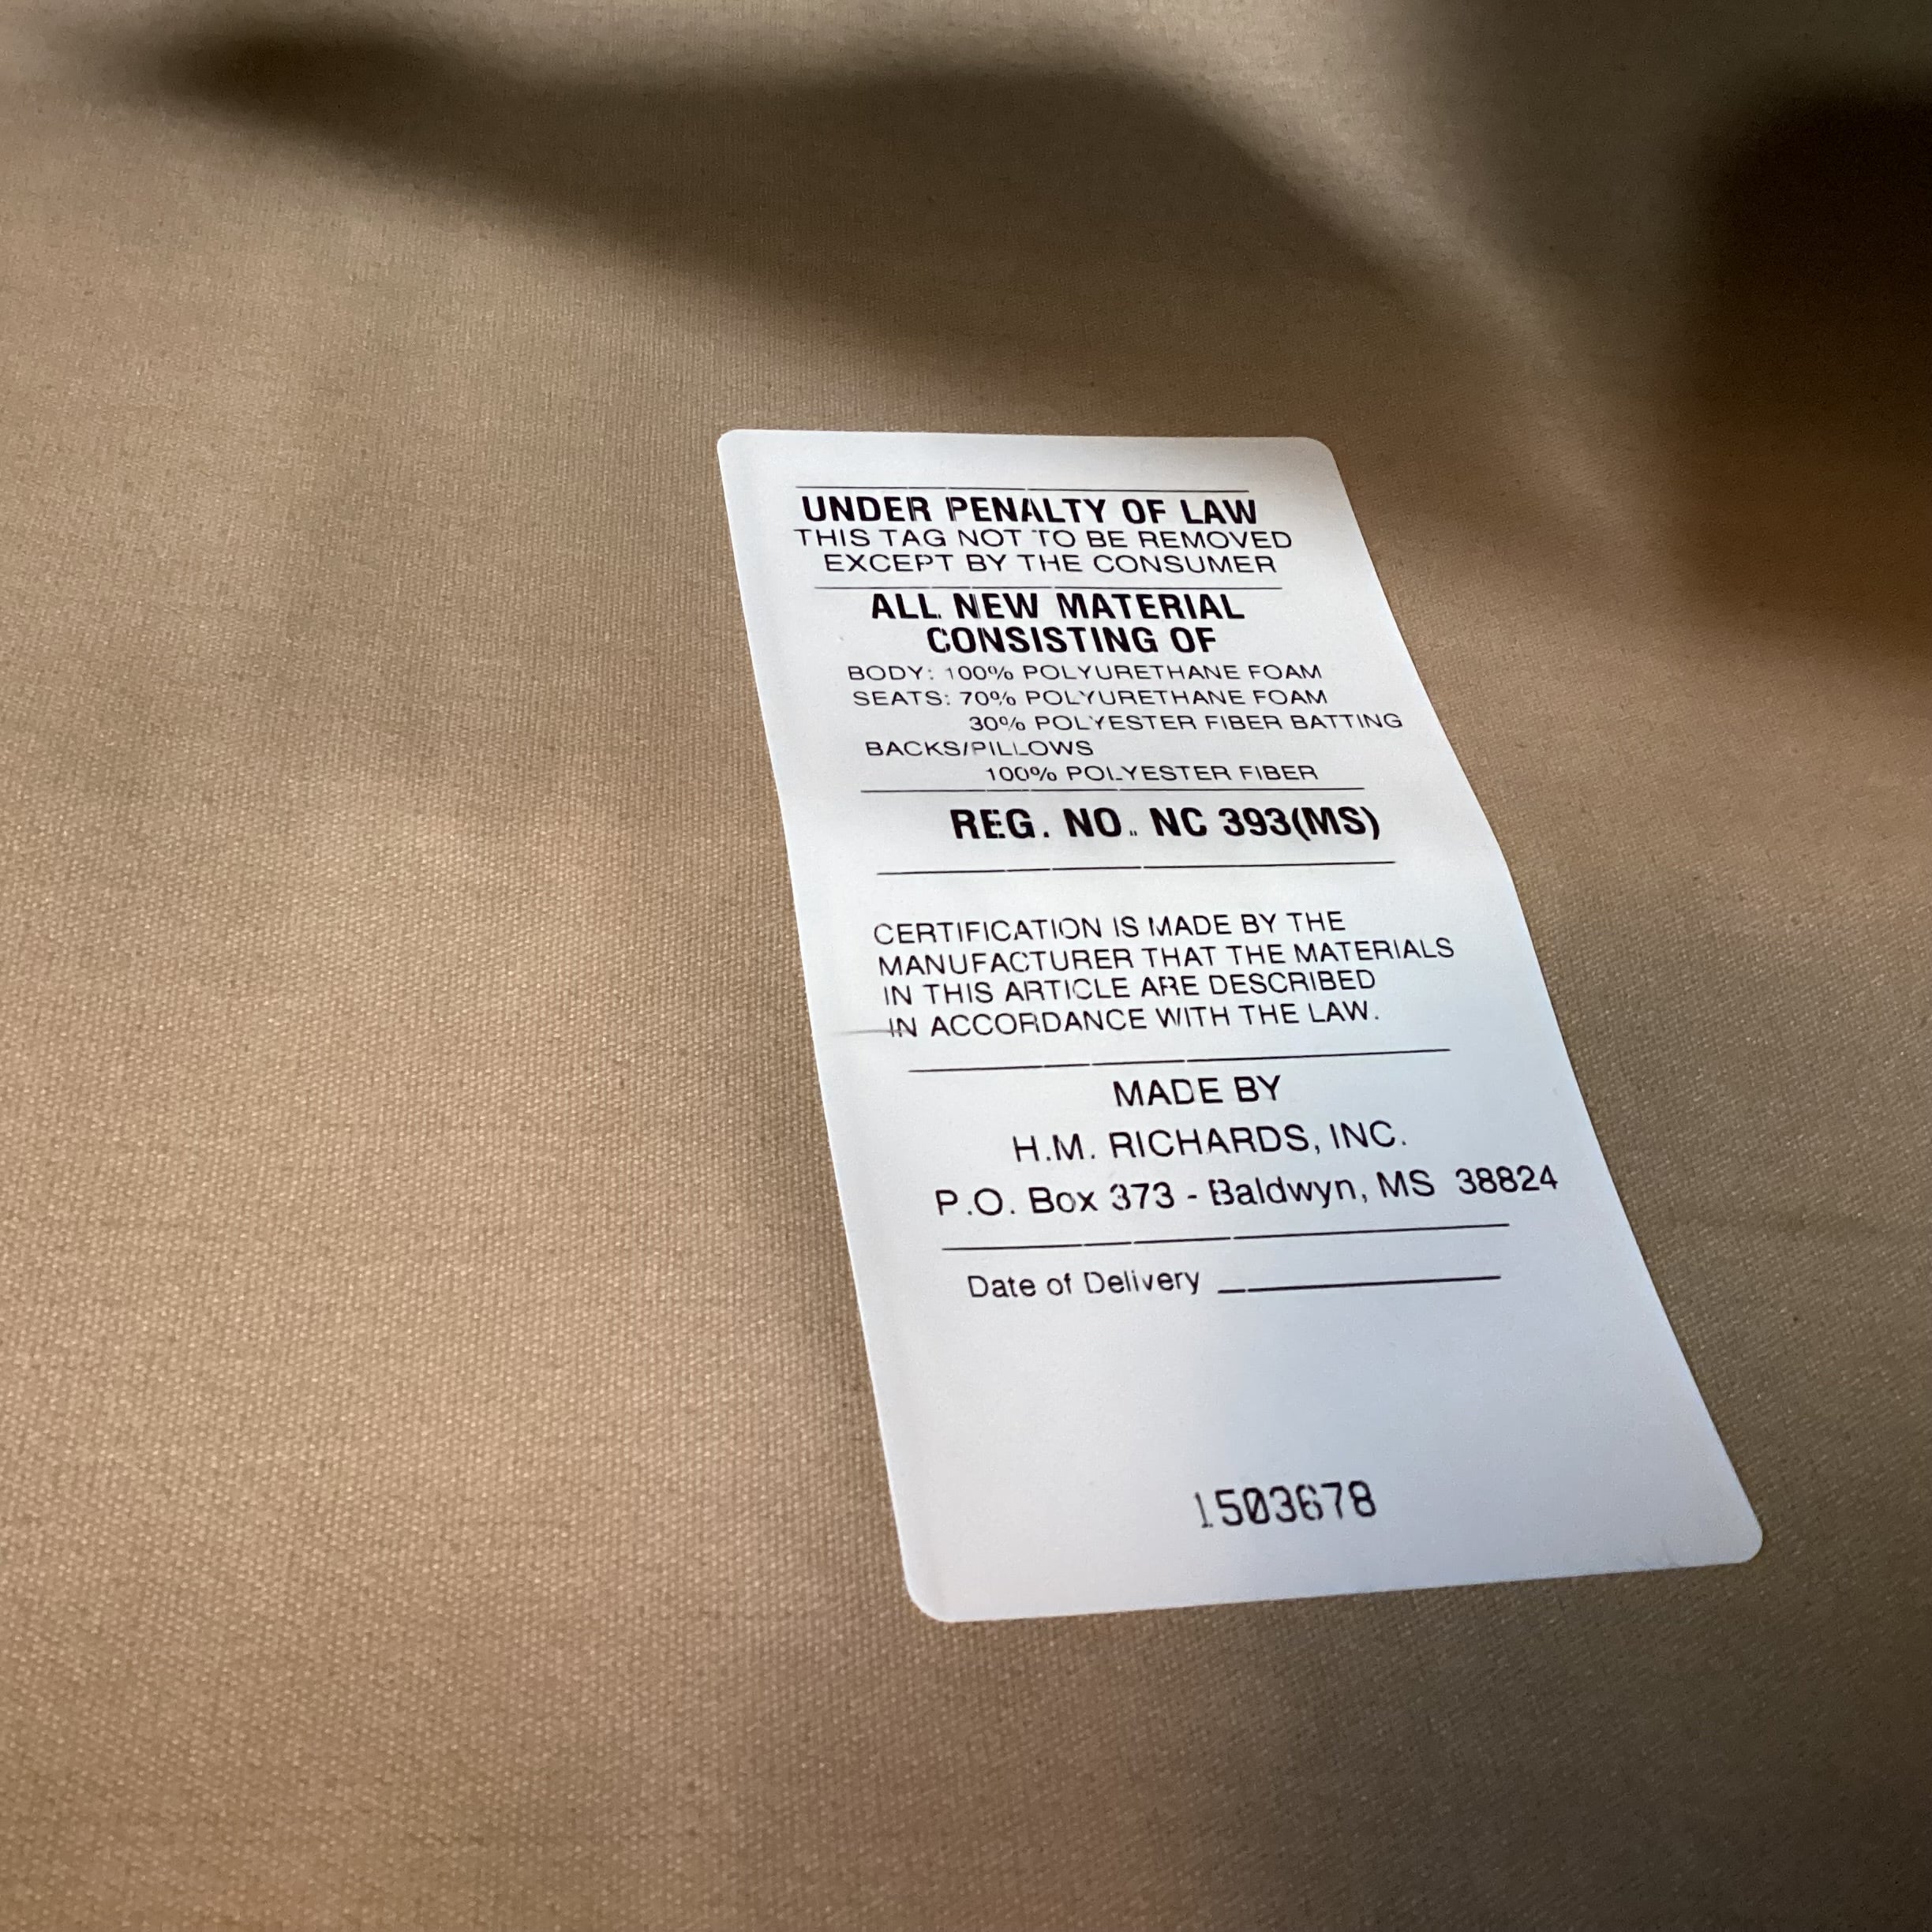 UNDER PENALTY OF LAW
THIS TAG NOT TO BE REMOVED
EXCEPT BY THE CONSUMER
ALL NEW MATERIAL
CONSISTING OF
BODY: 100% POLYURETHANE FOAM
SEATS: 70% POLYURETHANE FOAM
30% POLYESTER FIBER BATTING
BACKS/PILLOWS
100% POLYESTER FIBER
REG. NO. NC 393(MS)
CERTIFICATION IS MADE BY THE
MANUFACTURER THAT THE MATERIALS
IN THIS ARTICLE ARE DESCRIBED
IN ACCORDANCE WITH THE LAW.
MADE BY
H.M. RICHARDS, INC.
P.O. Box 373 - Baldwyn, MS 38824
Date of Delivery
1503678